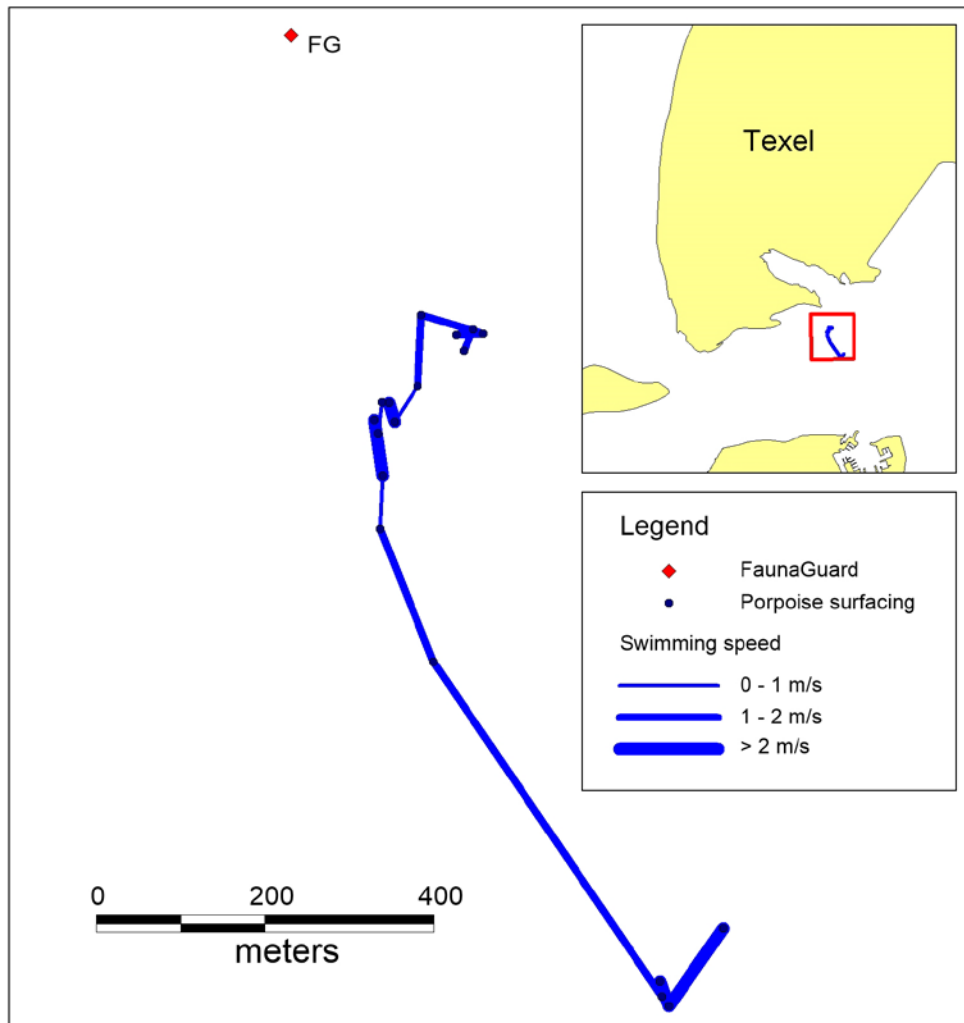 FG
Texel
Legend
FaunaGuard
Porpoise surfacing
Swimming speed
0 - 1 m/s
1 - 2 m/s
> 2 m/s
0 200 400
meters